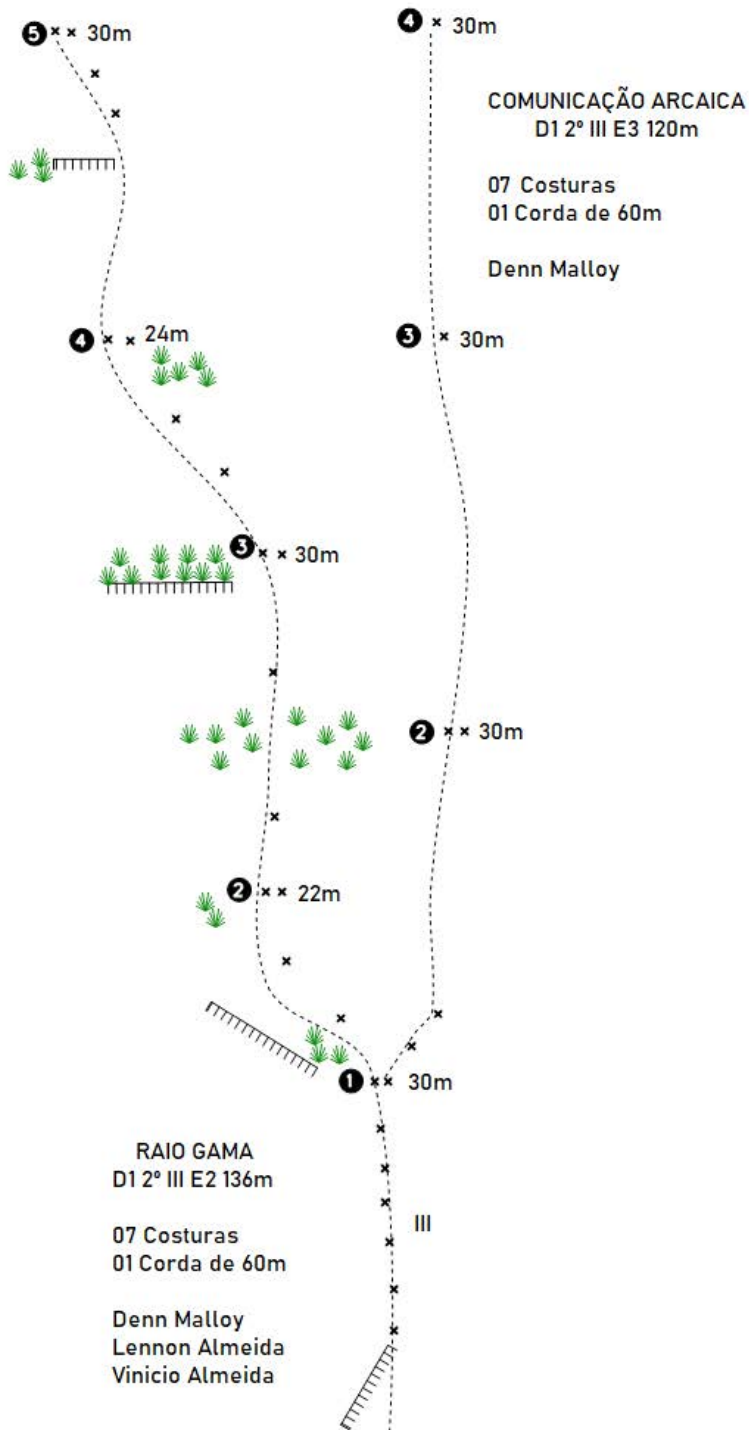 5 30m
4 30m
COMUNICAÇÃO ARCAICA
D1 2º III E3 120m
07 Costuras
01 Corda de 60m
Denn Malloy
4 24m
3 30m
3 30m
2 30m
2 22m
1 30m
RAIO GAMA
D1 2º III E2 136m
III
07 Costuras
01 Corda de 60m
Denn Malloy
Lennon Almeida
Vinicio Almeida